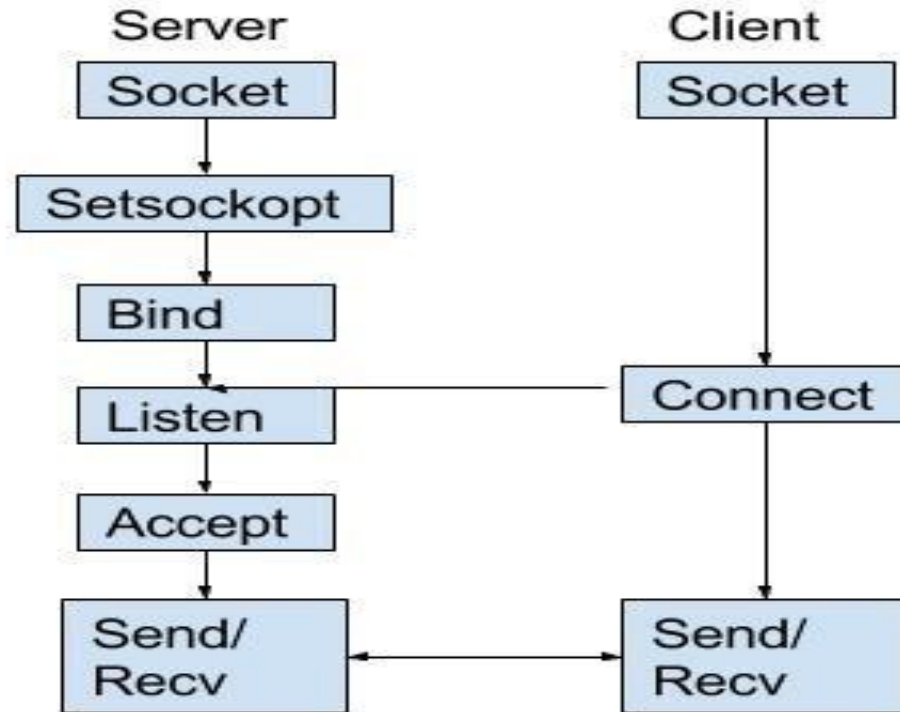 Server
Client
Socket
Socket
Setsockopt
Bind
Listen
Connect
Accept
Send/
Recv
Send/
Recv